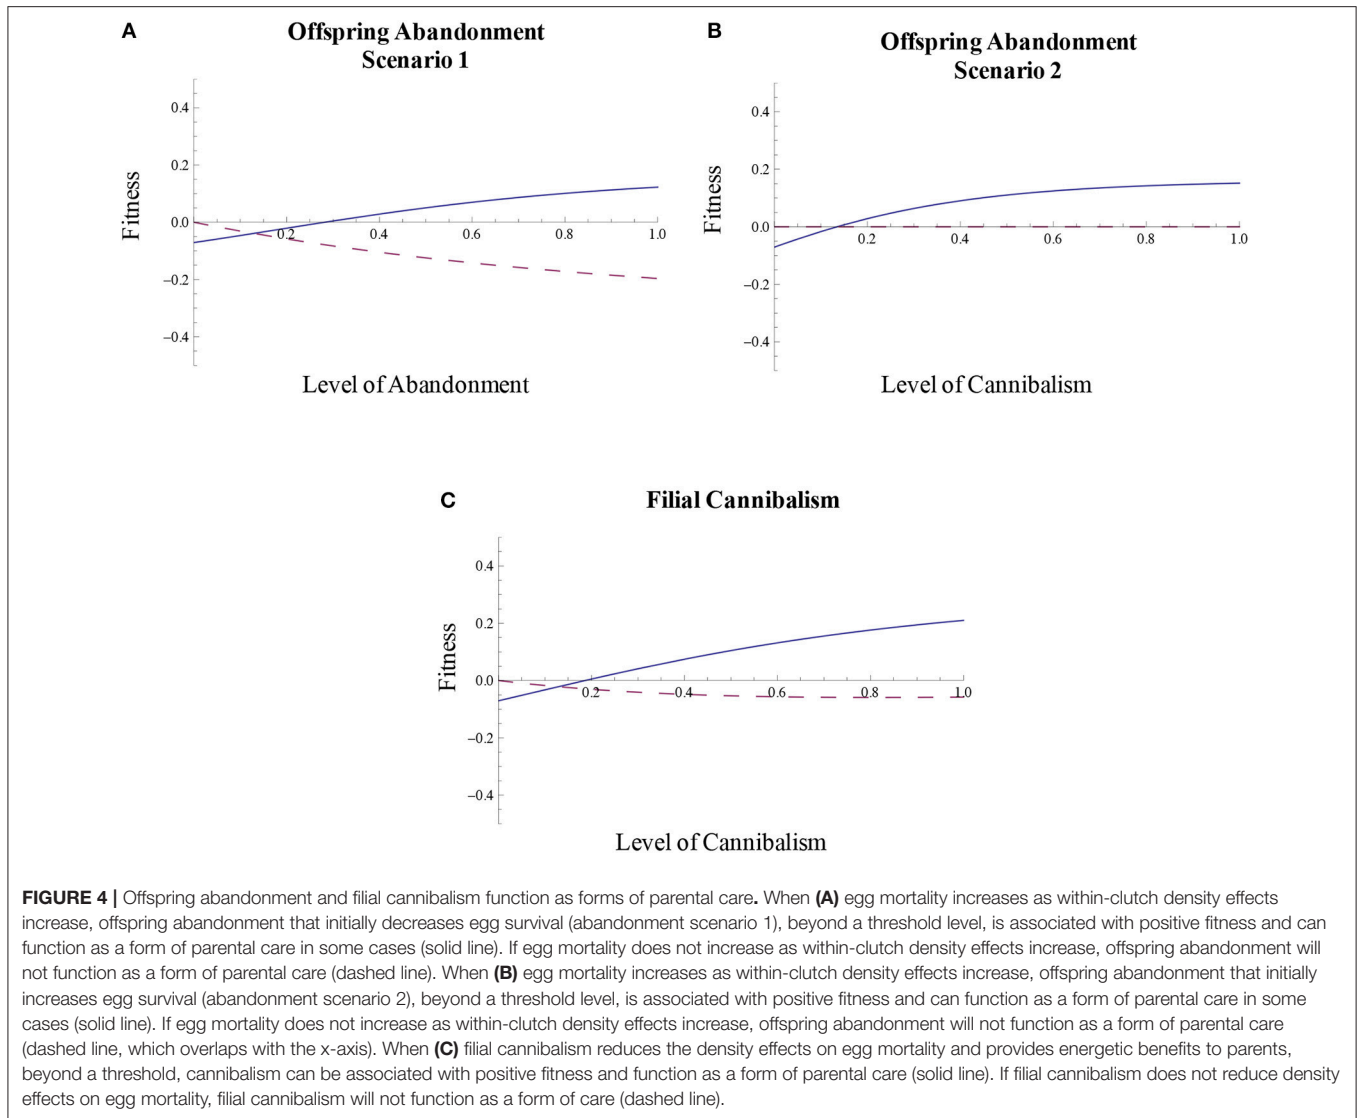 A
Offspring Abandonment
Scenario 1
Fitness
0.4
0.2
0.0
−0.2
−0.4
0.2
0.4
0.6
0.8
1.0
Level of Abandonment
B
Offspring Abandonment
Scenario 2
Fitness
0.4
0.2
0.0
−0.2
−0.4
0.2
0.4
0.6
0.8
1.0
Level of Cannibalism
C
Filial Cannibalism
Fitness
0.4
0.2
0.0
−0.2
−0.4
0.2
0.4
0.6
0.8
1.0
Level of Cannibalism
FIGURE 4 | Offspring abandonment and filial cannibalism function as forms of parental care. When (A) egg mortality increases as within-clutch density effects
increase, offspring abandonment that initially decreases egg survival (abandonment scenario 1), beyond a threshold level, is associated with positive fitness and can
function as a form of parental care in some cases (solid line). If egg mortality does not increase as within-clutch density effects increase, offspring abandonment will
not function as a form of parental care (dashed line). When (B) egg mortality increases as within-clutch density effects increase, offspring abandonment that initially
increases egg survival (abandonment scenario 2), beyond a threshold level, is associated with positive fitness and can function as a form of parental care in some
cases (solid line). If egg mortality does not increase as within-clutch density effects increase, offspring abandonment will not function as a form of parental care
(dashed line, which overlaps with the x-axis). When (C) filial cannibalism reduces the density effects on egg mortality and provides energetic benefits to parents,
beyond a threshold, cannibalism can be associated with positive fitness and function as a form of parental care (solid line). If filial cannibalism does not reduce density
effects on egg mortality, filial cannibalism will not function as a form of care (dashed line).